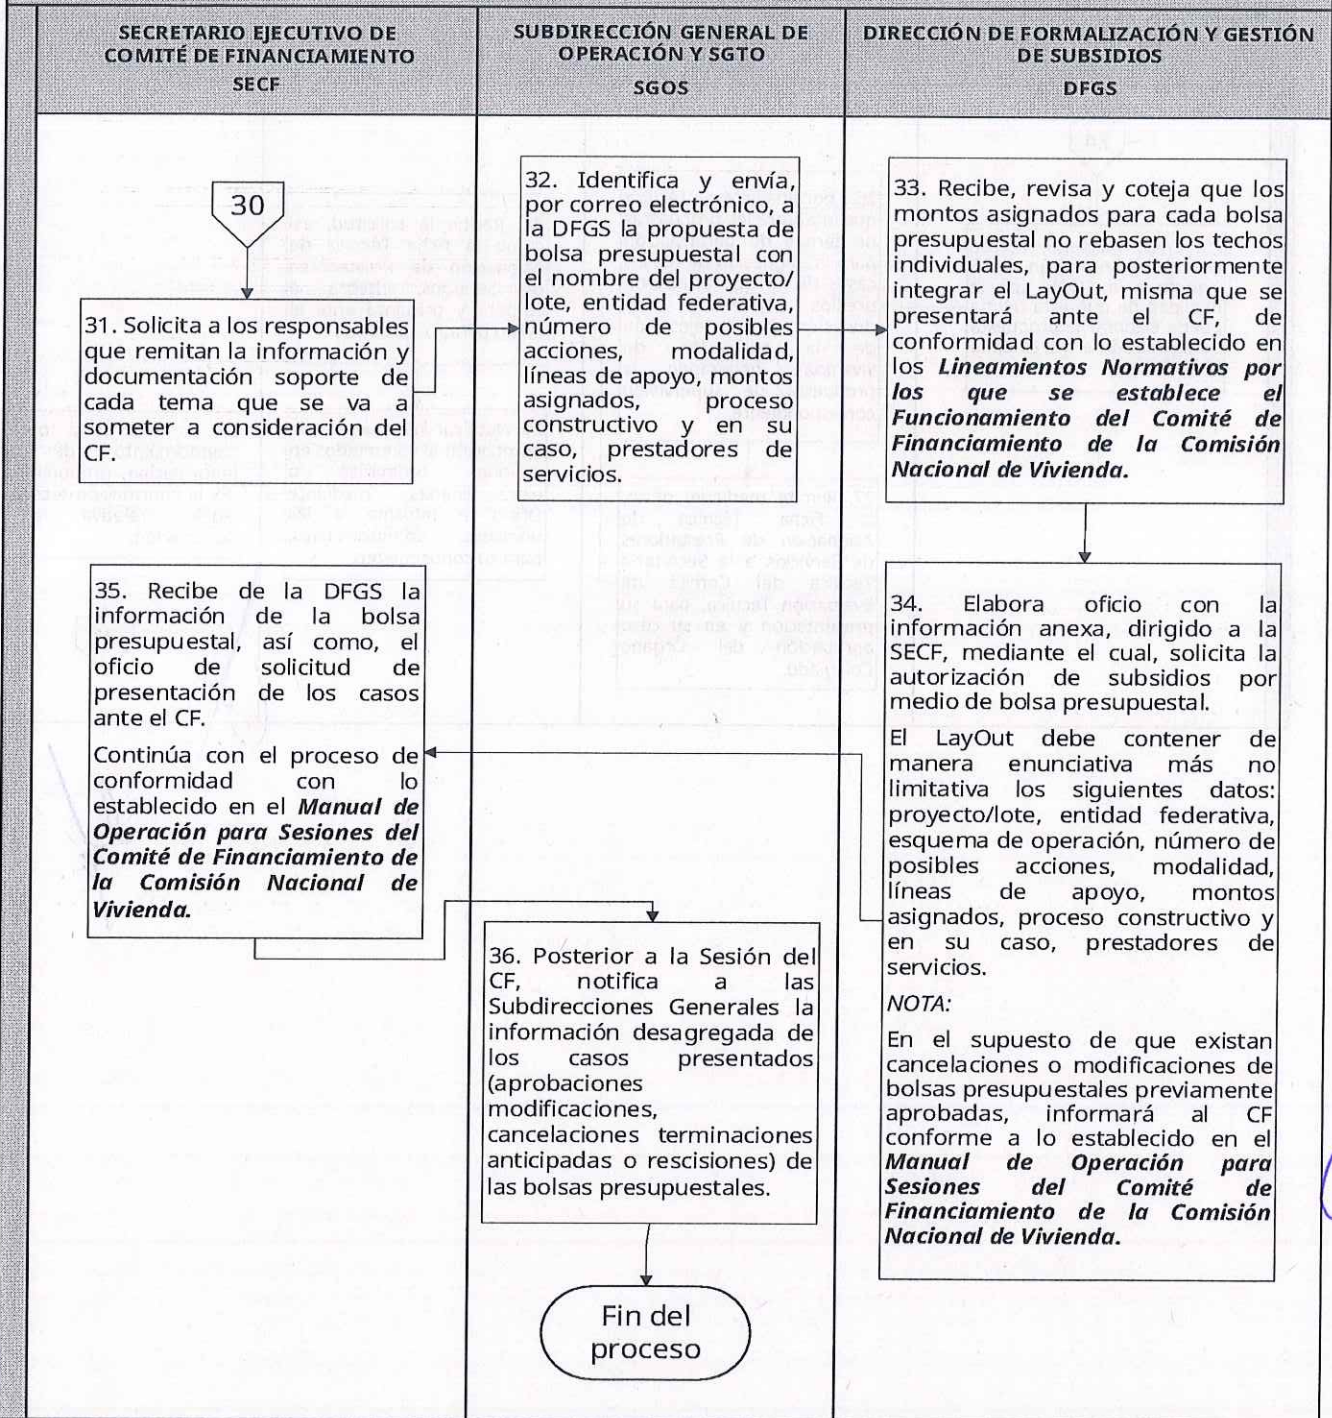 SECRETARIO EJECUTIVO DE
COMITÉ DE FINANCIAMIENTO
SECF
SUBDIRECCIÓN GENERAL DE
OPERACIÓN Y SGTO
SGOS
DIRECCIÓN DE FORMALIZACIÓN Y GESTIÓN
DE SUBSIDIOS
DFGS
30
31. Solicita a los responsables
que remitan la información y
documentación soporte de
cada tema que se va a
someter a consideración del
CF.
32. Identifica y envía,
por correo electrónico, a
la DFGS la propuesta de
bolsa presupuestal con
el nombre del proyecto/
lote, entidad federativa,
número de posibles
acciones, modalidad,
líneas de apoyo, montos
asignados, proceso
constructivo y en su
caso, prestadores de
servicios.
33. Recibe, revisa y coteja que los
montos asignados para cada bolsa
presupuestal no rebasen los techos
individuales, para posteriormente
integrar el LayOut, mismo que se
presentará ante el CF, de
conformidad con lo establecido en
los Lineamientos Normativos por
los que se establece el
Funcionamiento del Comité de
Financiamiento de la Comisión
Nacional de Vivienda.
34. Elabora oficio con la
información anexa, dirigido a la
SECF, mediante el cual, solicita la
autorización de subsidios por
medio de bolsa presupuestal.
El LayOut debe contener de
manera enunciativa más no
limitativa los siguientes datos:
proyecto/lote, entidad federativa,
esquema de operación, número de
posibles acciones, modalidad,
líneas de apoyo, montos
asignados, proceso constructivo y
en su caso, prestadores de
servicios.
NOTA:
En el supuesto de que existan
cancelaciones o modificaciones de
bolsas presupuestales previamente
aprobadas, informará al CF
conforme a lo establecido en el
Manual de Operación para
Sesiones del Comité de
Financiamiento de la Comisión
Nacional de Vivienda.
35. Recibe de la DFGS la
información de la bolsa
presupuestal, así como, el
oficio de solicitud de
presentación de los casos
ante el CF.
Continúa con el proceso de
conformidad con lo
establecido en el Manual de
Operación para Sesiones del
Comité de Financiamiento de
la Comisión Nacional de
Vivienda.
36. Posterior a la Sesión del
CF, notifica a las
Subdirecciones Generales la
información desagregada de
los casos presentados
(aprobaciones
modificaciones,
cancelaciones terminaciones
anticipadas o rescisiones) de
las bolsas presupuestales.
Fin del
proceso